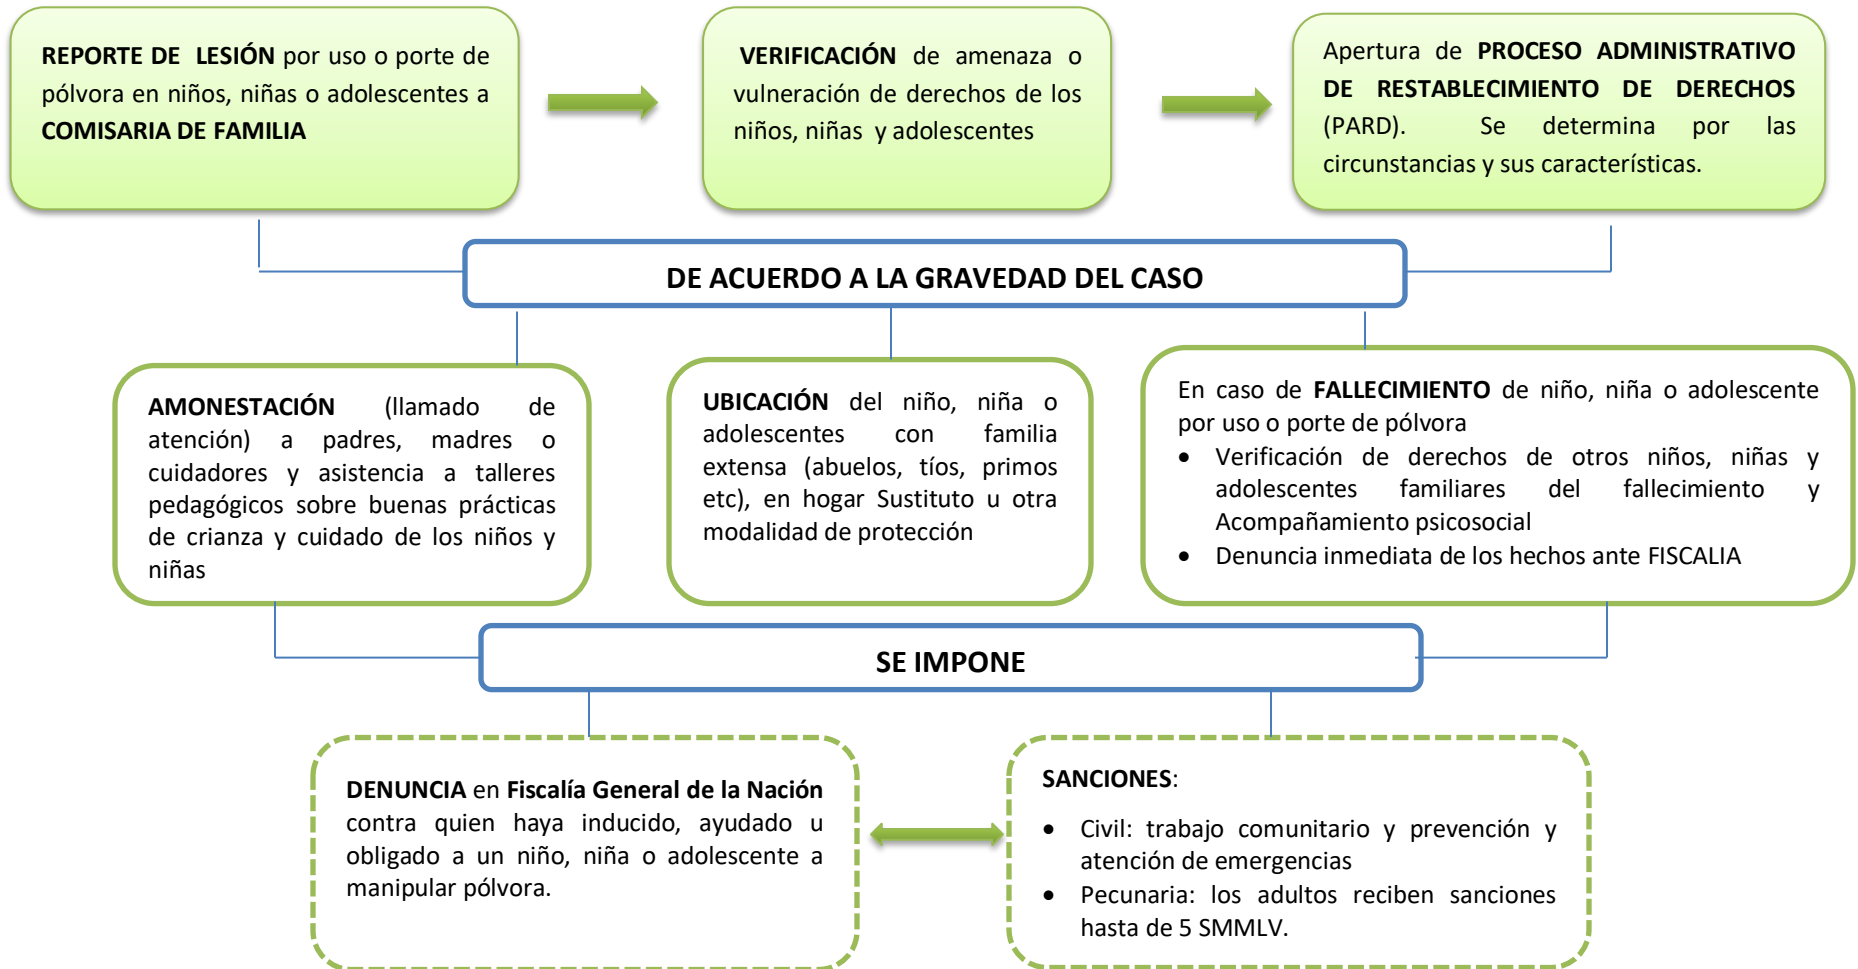 REPORTE DE LESIÓN por uso o porte de
pólvora en niños, niñas o adolescentes a
COMISARIA DE FAMILIA
VERIFICACIÓN de amenaza o
vulneración de derechos de los
niños, niñas y adolescentes
Apertura de PROCESO ADMINISTRATIVO
DE RESTABLECIMIENTO DE DERECHOS
(PARD). Se determina por las
circunstancias y sus características.
DE ACUERDO A LA GRAVEDAD DEL CASO
AMONESTACIÓN (llamado de
atención) a padres, madres o
cuidadores y asistencia a talleres
pedagógicos sobre buenas prácticas
de crianza y cuidado de los niños y
niñas
UBICACIÓN del niño, niña o
adolescentes con familia
extensa (abuelos, tíos, primos
etc), en hogar Sustituto u otra
modalidad de protección
En caso de FALLECIMIENTO de niño, niña o adolescente
por uso o porte de pólvora
• Verificación de derechos de otros niños, niñas y
adolescentes familiares del fallecimiento y
Acompañamiento psicosocial
• Denuncia inmediata de los hechos ante FISCALIA
SE IMPONE
DENUNCIA en Fiscalía General de la Nación
contra quien haya inducido, ayudado u
obligado a un niño, niña o adolescente a
manipular pólvora.
SANCIONES:
• Civil: trabajo comunitario y prevención y
atención de emergencias
• Pecunaria: los adultos reciben sanciones
hasta de 5 SMMLV.